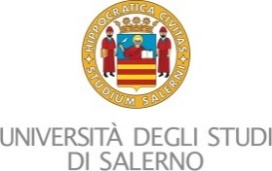 HIPPOCRATICA CIVITAS
STUDIUM SALERNI
UNIVERSITÀ DEGLI STUDI
DI SALERNO